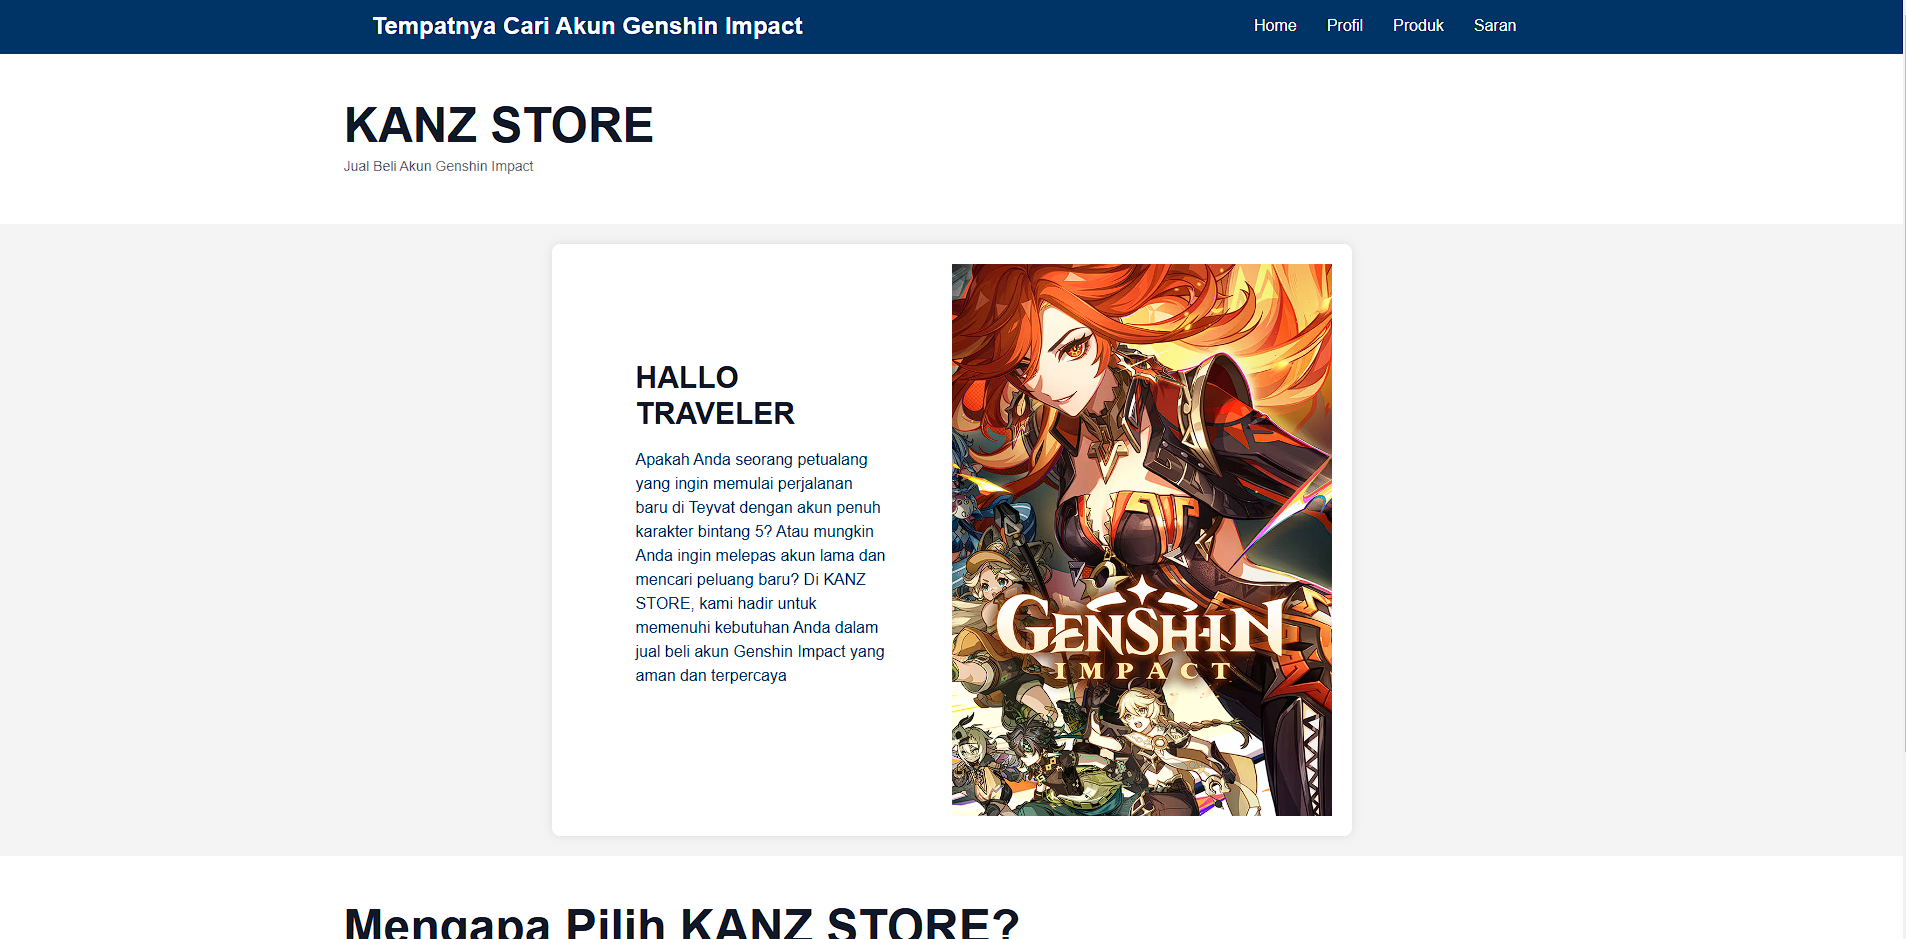 Tempatnya Cari Akun Genshin Impact
Home Profil Produk Saran
KANZ STORE
Jual Beli Akun Genshin Impact
HALLO
TRAVELER
Apakah Anda seorang petualang
yang ingin memulai perjalanan
baru di Teyvat dengan akun penuh
karakter bintang 5? Atau mungkin
Anda ingin melepas akun lama dan
mencari peluang baru? Di KANZ
STORE, kami hadir untuk
memenuhi kebutuhan Anda dalam
jual beli akun Genshin Impact yang
aman dan terpercaya
GENSHIN
IMPACT
Mengapa Pilih KANZ STORE?